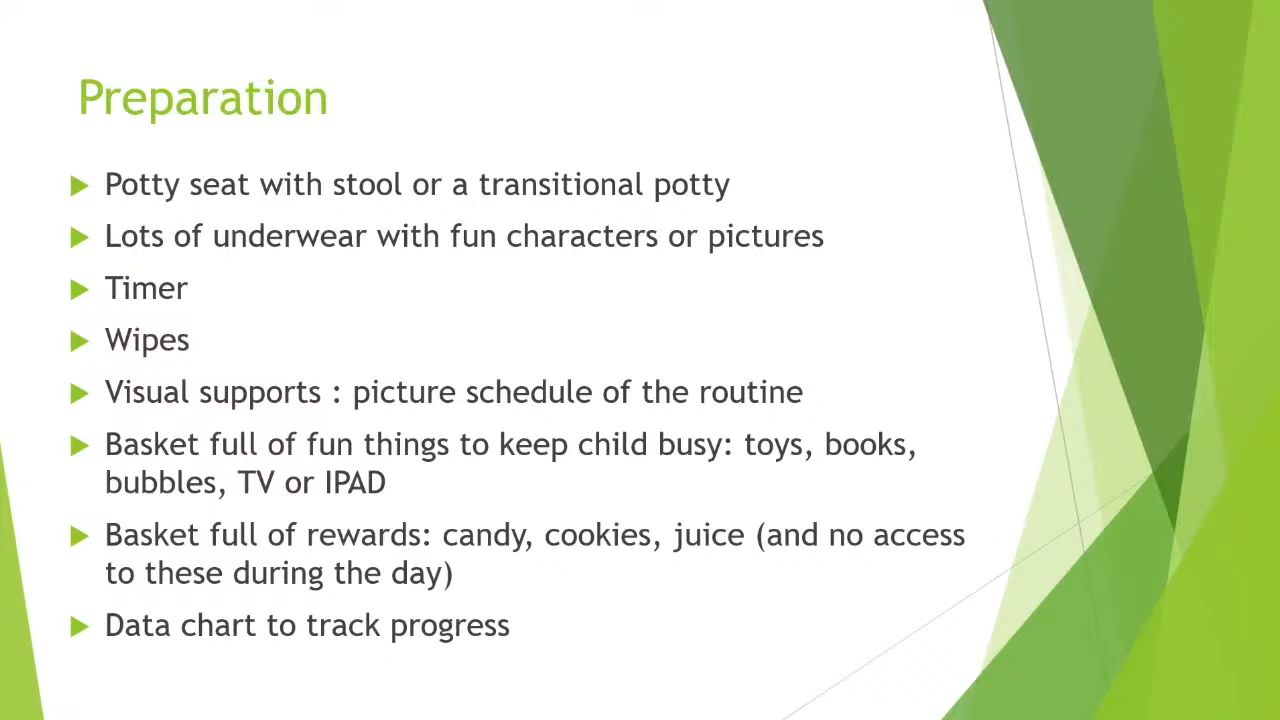 Preparation
Potty seat with stool or a transitional potty
Lots of underwear with fun characters or pictures
Timer
Wipes
Visual supports : picture schedule of the routine
Basket full of fun things to keep child busy: toys, books,
bubbles, TV or IPAD
Basket full of rewards: candy, cookies, juice (and no access
to these during the day)
Data chart to track progress